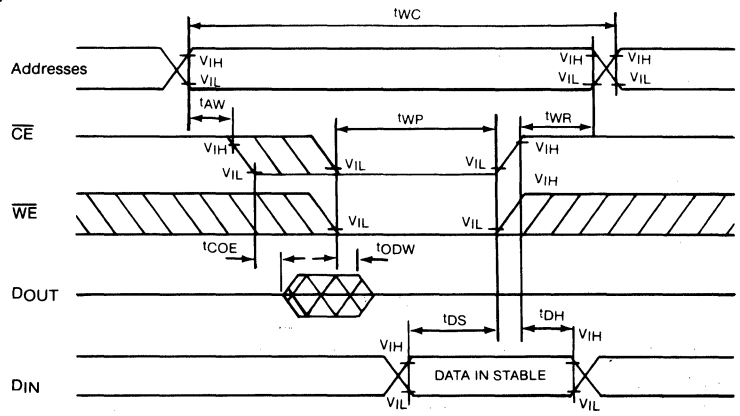 tWC
Addresses
VIH
VIL
VIH
VIL
VIH
VIL
tAW
tWP
tWR
CE
VIH
VIL
VIL
VIL
VIH
WE
VIL
VIL
tCOE
tODW
DOUT
tDS
tDH
VIH
VIH
DIN
DATA IN STABLE
VIL
VIL